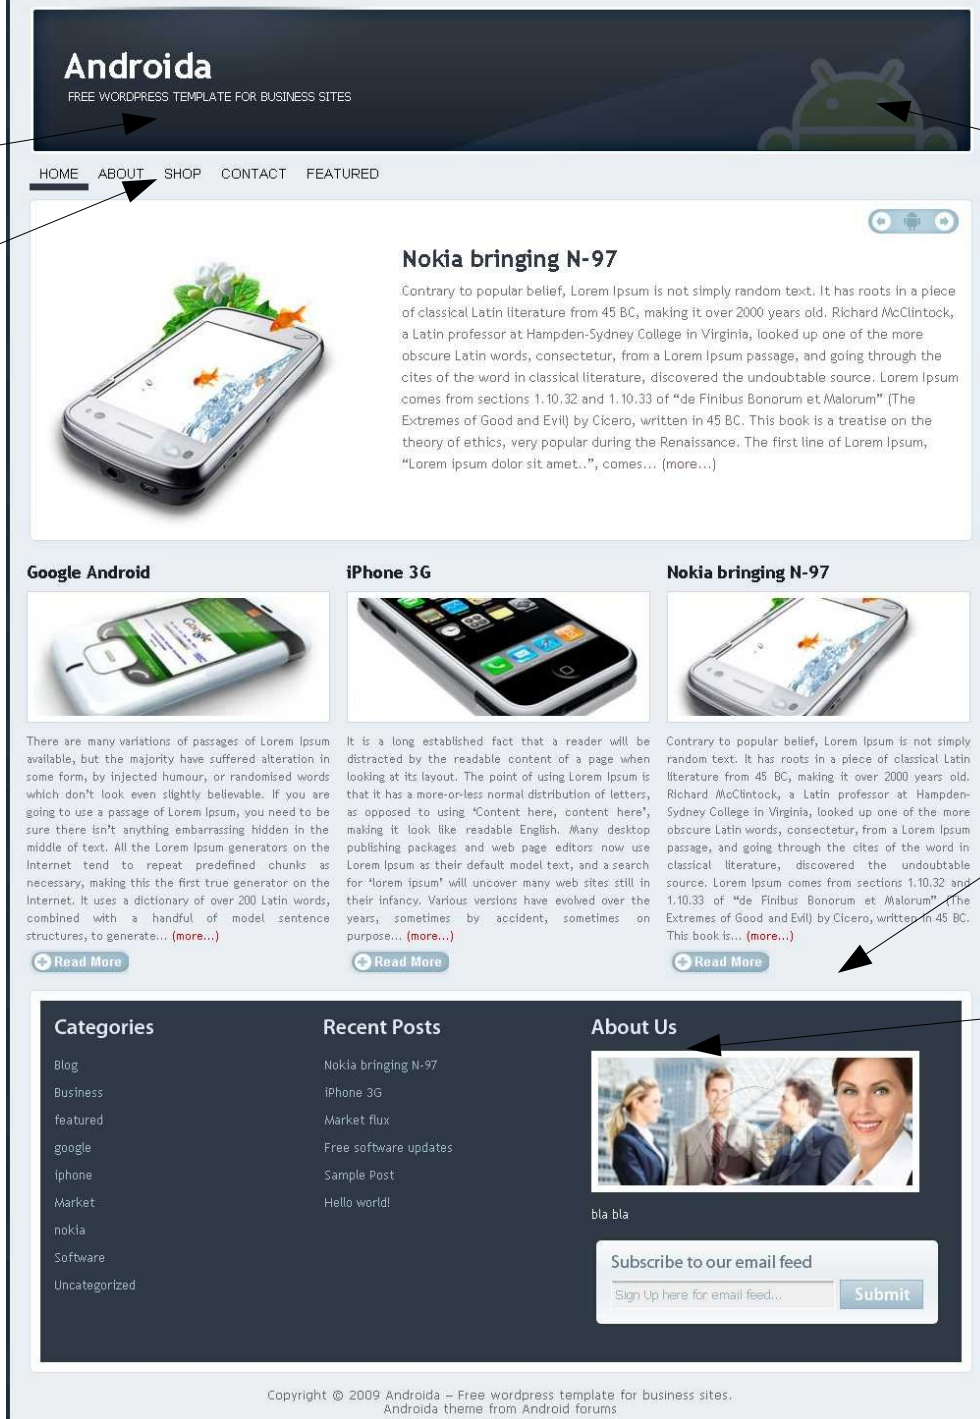 Androida
FREE WORDPRESS TEMPLATE FOR BUSINESS SITES
HOME ABOUT SHOP CONTACT FEATURED
Nokia bringing N-97
Contrary to popular belief, Lorem Ipsum is not simply random text. It has roots in a piece
of classical Latin literature from 45 BC, making it over 2000 years old. Richard McClintock,
a Latin professor at Hampden-Sydney College in Virginia, looked up one of the more
obscure Latin words, consectetur, from a Lorem Ipsum passage, and going through the
cites of the word in classical literature, discovered the undoubtable source. Lorem Ipsum
comes from sections 1.10.32 and 1.10.33 of “de Finibus Bonorum et Malorum” (The
Extremes of Good and Evil) by Cicero, written in 45 BC. This book is a treatise on the
theory of ethics, very popular during the Renaissance. The first line of Lorem Ipsum,
“Lorem ipsum dolor sit amet..”, comes... (more...)
Google Android
Google
There are many variations of passages of Lorem Ipsum
available, but the majority have suffered alteration in
some form, by injected humour, or randomised words
which don't look even slightly believable. If you are
going to use a passage of Lorem Ipsum, you need to be
sure there isn't anything embarrassing hidden in the
middle of text. All the Lorem Ipsum generators on the
Internet tend to repeat predefined chunks as
necessary, making this the first true generator on the
Internet. It uses a dictionary of over 200 Latin words,
combined with a handful of model sentence
structures, to generate... (more...)
Read More
iPhone 3G
It is a long established fact that a reader will be
distracted by the readable content of a page when
looking at its layout. The point of using Lorem Ipsum is
that it has a more-or-less normal distribution of letters,
as opposed to using ‘Content here, content here’,
making it look like readable English. Many desktop
publishing packages and web page editors now use
Lorem Ipsum as their default model text, and a search
for ‘lorem ipsum’ will uncover many web sites still in
their infancy. Various versions have evolved over the
years, sometimes by accident, sometimes on
purpose... (more...)
Read More
Nokia bringing N-97
Contrary to popular belief, Lorem Ipsum is not simply
random text. It has roots in a piece of classical Latin
literature from 45 BC, making it over 2000 years old.
Richard McClintock, a Latin professor at Hampden-
Sydney College in Virginia, looked up one of the more
obscure Latin words, consectetur, from a Lorem Ipsum
passage, and going through the cites of the word in
classical literature, discovered the undoubtable
source. Lorem Ipsum comes from sections 1.10.32 and
1.10.33 of “de Finibus Bonorum et Malorum” (The
Extremes of Good and Evil) by Cicero, written in 45 BC.
This book is... (more...)
Read More
Categories
Blog
Business
featured
google
iphone
Market
nokia
Software
Uncategorized
Recent Posts
Nokia bringing N-97
iPhone 3G
Market flux
Free software updates
Sample Post
Hello world!
About Us
bla bla
Subscribe to our email feed
Sign Up here for email feed...
Submit
Copyright © 2009 Androida – Free wordpress template for business sites.
Androida theme from Android forums